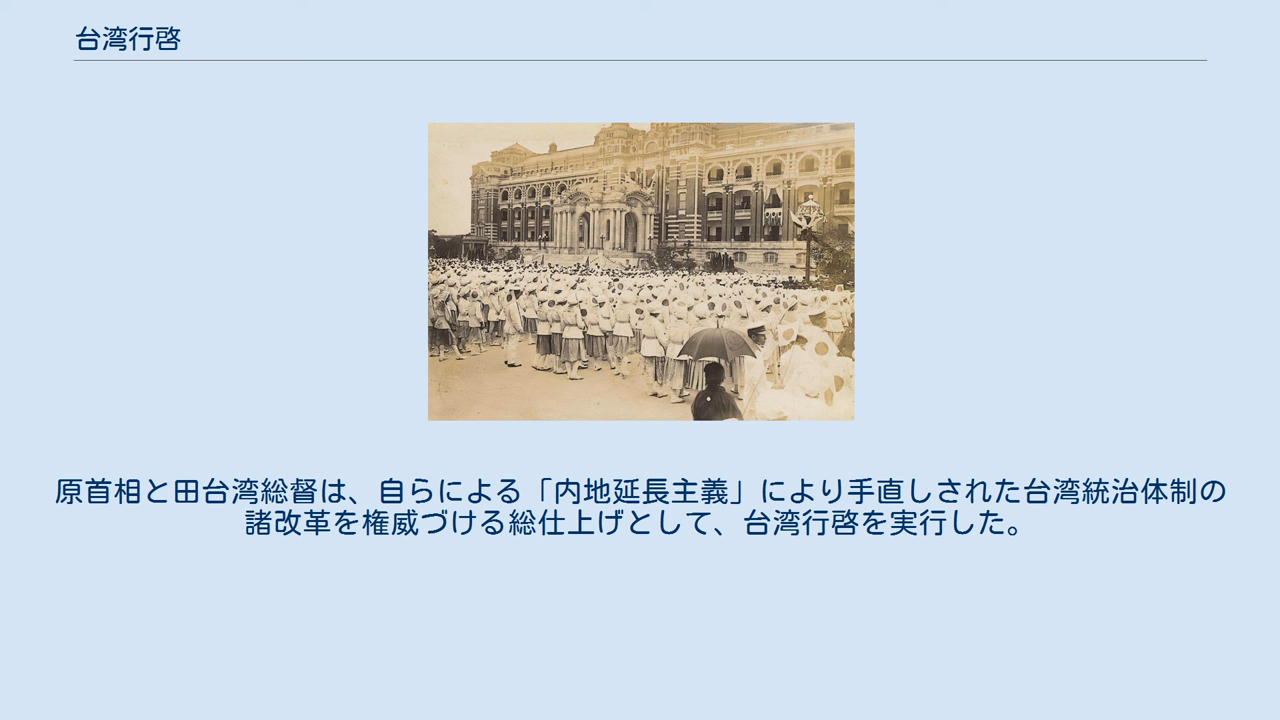 台湾行啓
原首相と田台湾総督は、自らによる「内地延長主義」により手直しされた台湾統治体制の
諸改革を権威づける総仕上げとして、台湾行啓を実行した。